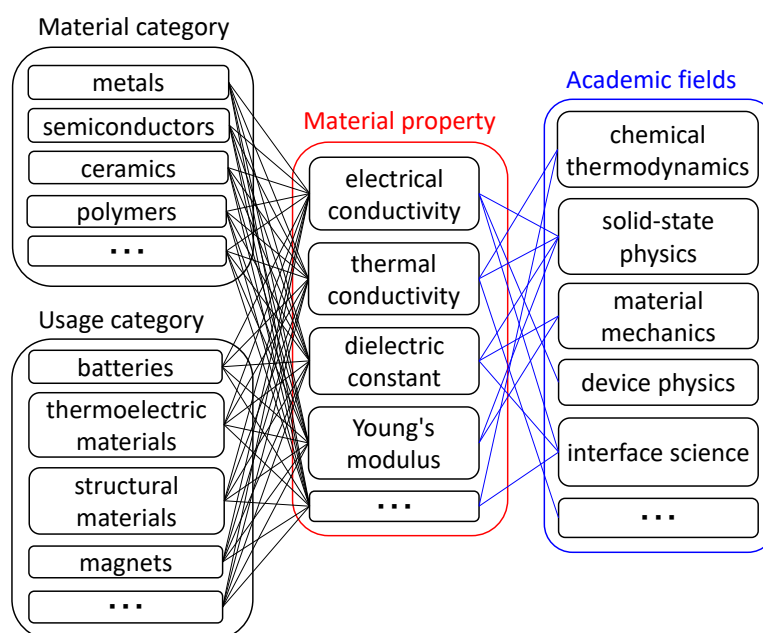 Material category
metals
semiconductors
ceramics
polymers
...
Usage category
batteries
thermoelectric
materials
structural
materials
magnets
...
Material property
electrical
conductivity
thermal
conductivity
dielectric
constant
Young's
modulus
...
Academic fields
chemical
thermodynamics
solid-state
physics
material
mechanics
device physics
interface science
...